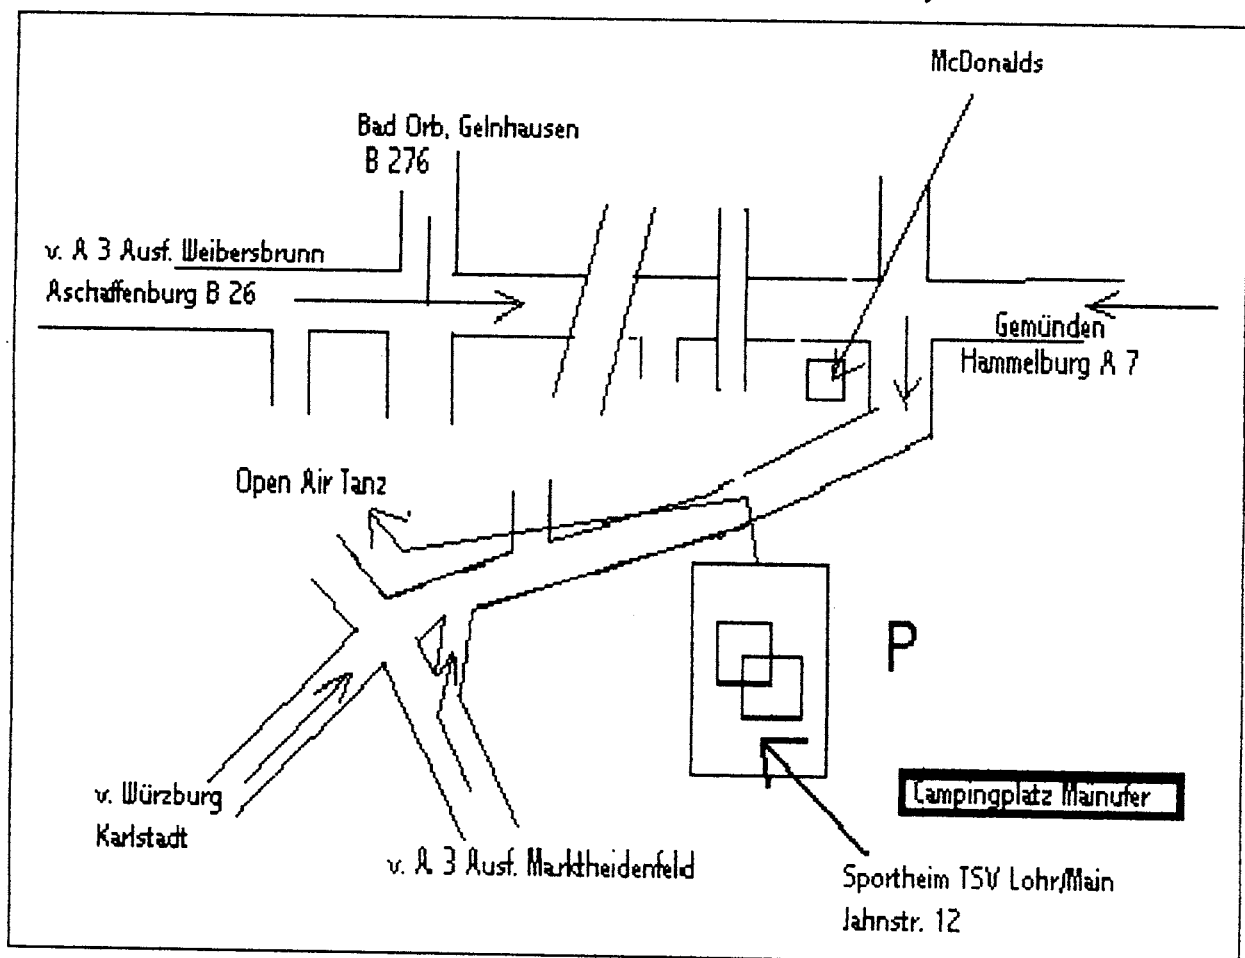 McDonalds
Bad Orb, Gelnhausen
B 276
v. A 3 Ausf. Weibersbrunn
Aschaffenburg B 26
Gemünden
Hammelburg A 7
Open Air Tanz
P
v. Würzburg
Karlstadt
Campingplatz Mainufer
v. A 3 Ausf. Marktheidenfeld
Sportheim TSV Lohr/Main
Jahnstr. 12